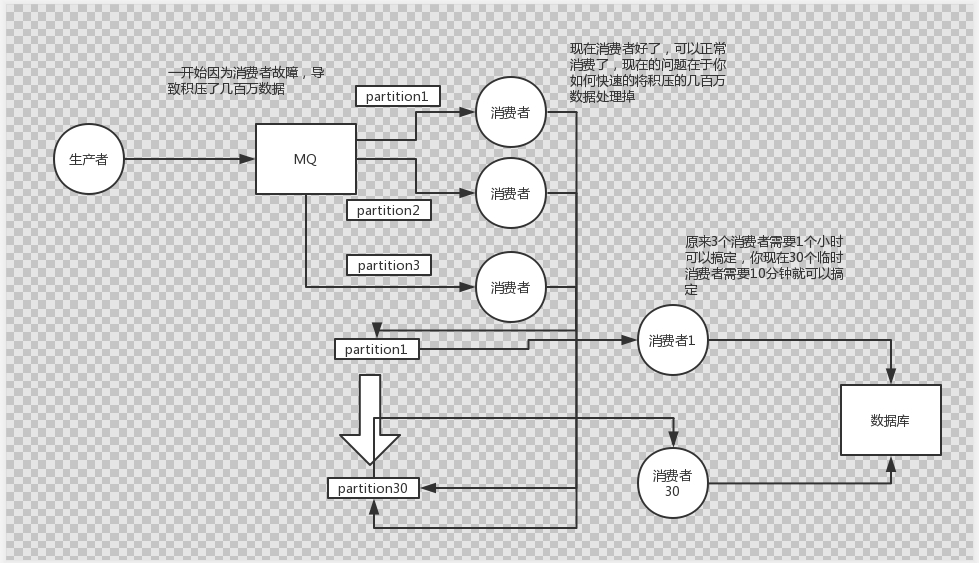 一开始因为消费者故障，导
致积压了几百万数据
现在消费者好了，可以正常
消费了，现在的问题在于你
如何快速的将积压的几百万
数据处理掉
partition1
消费者
生产者
MQ
消费者
partition2
partition3
消费者
原来3个消费者需要1个小时
可以搞定，你现在30个临时
消费者需要10分钟就可以搞
定
partition1
消费者1
数据库
partition30
消费者
30